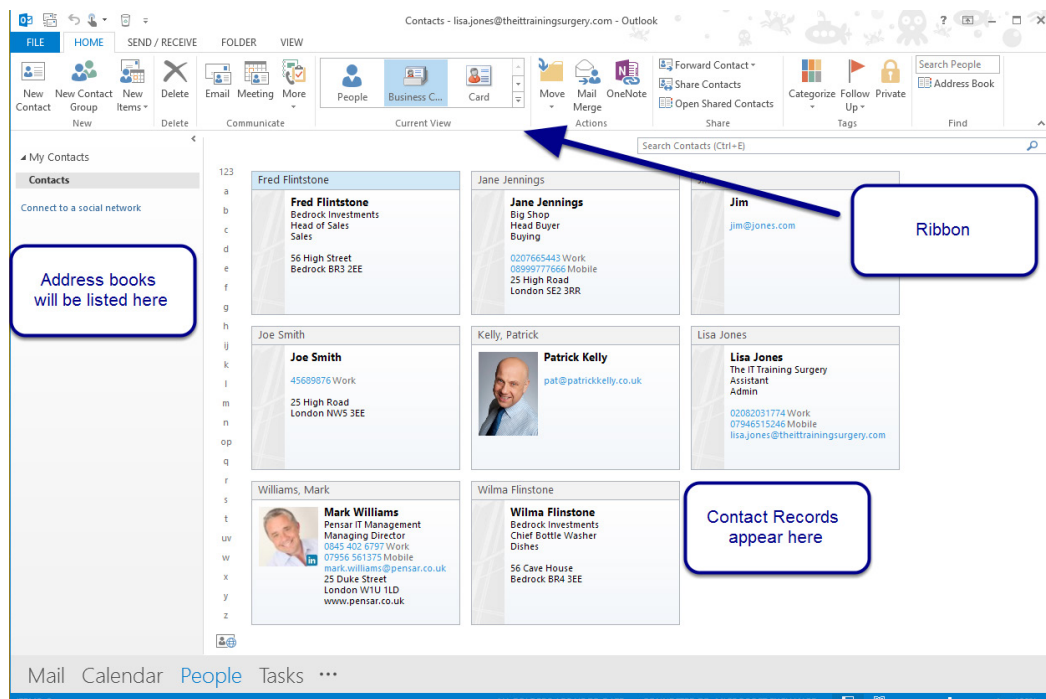 Contacts - lisa.jones@theittrainingsurgery.com - Outlook
FILE HOME SEND / RECEIVE FOLDER VIEW
New Contact
New Contact Group
New Items
New
Delete
Delete
Email
Meeting
More
Communicate
People
Business C...
Card
Current View
Move
Mail Merge
OneNote
Actions
Forward Contact
Share Contacts
Open Shared Contacts
Share
Categorize
Follow Up
Private
Tags
Search People
Address Book
Find
My Contacts
Contacts
Connect to a social network
Address books
will be listed here
Search Contacts (Ctrl+E)
Ribbon
123
a
b
c
d
e
f
g
h
ij
k
l
m
n
op
q
r
s
t
uv
w
x
y
z
Fred Flintstone
Fred Flintstone
Bedrock Investments
Head of Sales
Sales
56 High Street
Bedrock BR3 2EE
Jane Jennings
Jane Jennings
Big Shop
Head Buyer
Buying
0207665443 Work
08999777666 Mobile
25 High Road
London SE2 3RR
Jim
jim@jones.com
Joe Smith
Joe Smith
45689876 Work
25 High Road
London NW5 3EE
Kelly, Patrick
Patrick Kelly
pat@patrickkelly.co.uk
Lisa Jones
Lisa Jones
The IT Training Surgery
Assistant
Admin
02082031774 Work
07946515246 Mobile
lisa.jones@theittrainingsurgery.com
Williams, Mark
Mark Williams
Pensar IT Management
Managing Director
0845 402 6797 Work
07956 561375 Mobile
mark.williams@pensar.co.uk
25 Duke Street
London W1U 1LD
www.pensar.co.uk
in
Wilma Flinstone
Wilma Flinstone
Bedrock Investments
Chief Bottle Washer
Dishes
56 Cave House
Bedrock BR4 3EE
Contact Records
appear here
Mail Calendar People Tasks ...